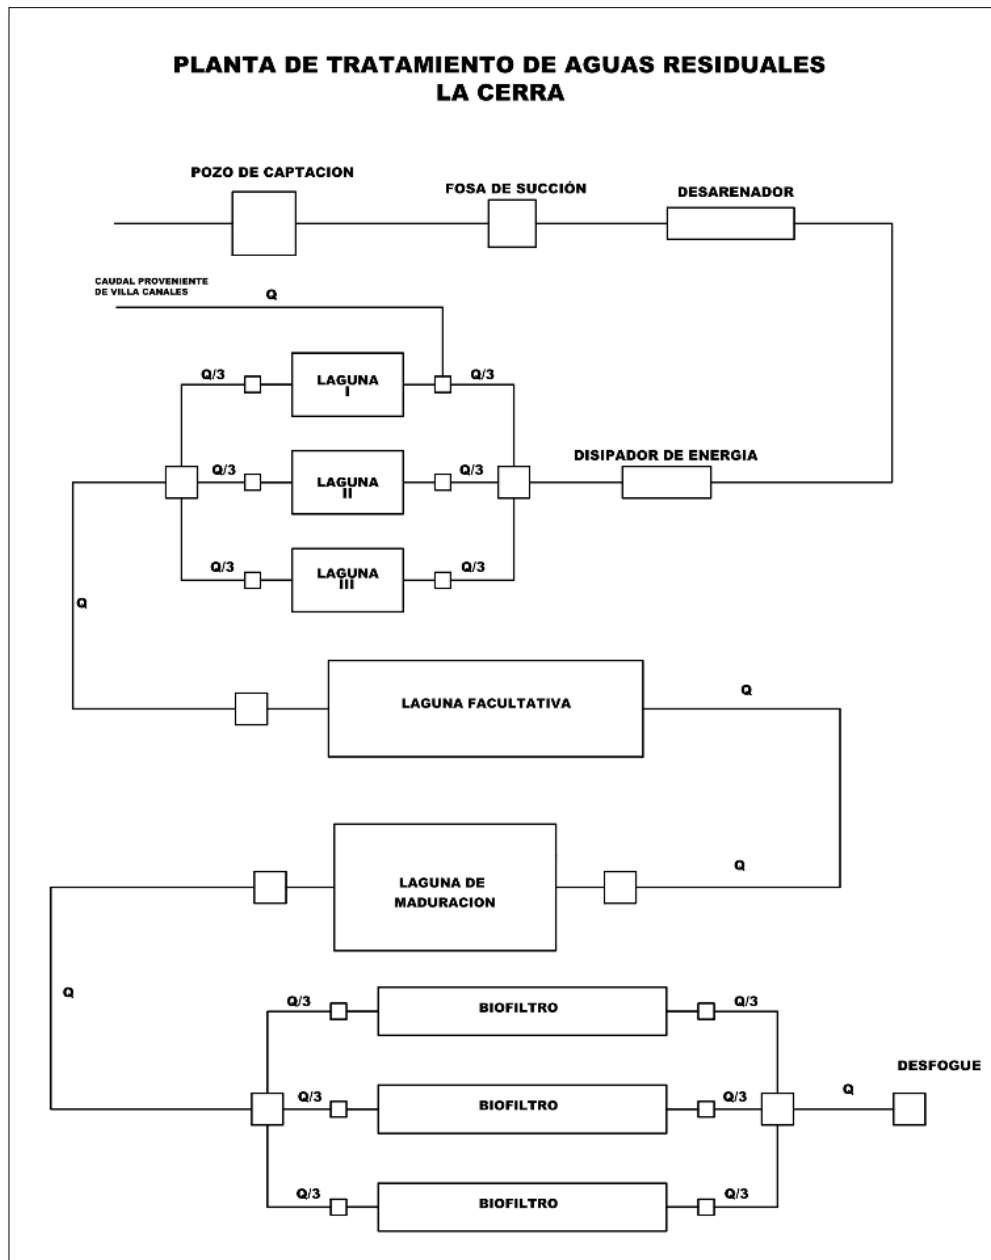 PLANTA DE TRATAMIENTO DE AGUAS RESIDUALES
LA CERRA
POZO DE CAPTACION
FOSA DE SUCCIÓN
DESARENADOR
CAUDAL PROVENIENTE
DE VILLA CANALES
Q
Q/3
LAGUNA
I
Q/3
DISIPADOR DE ENERGIA
Q/3
LAGUNA
II
Q/3
Q/3
LAGUNA
III
Q/3
Q
LAGUNA FACULTATIVA
Q
LAGUNA DE
MADURACION
Q
Q
Q/3
BIOFILTRO
Q/3
DESFOGUE
Q/3
BIOFILTRO
Q/3
Q
Q/3
BIOFILTRO
Q/3